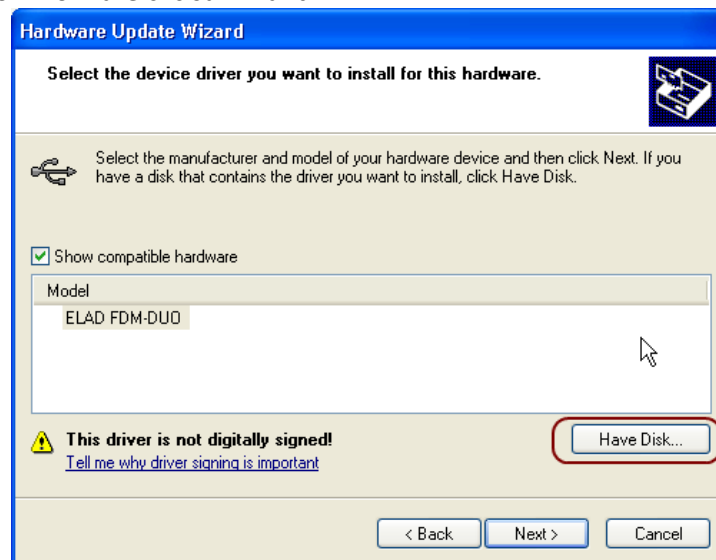 Hardware Update Wizard
Select the device driver you want to install for this hardware.
Select the manufacturer and model of your hardware device and then click Next. If you
have a disk that contains the driver you want to install, click Have Disk.
Show compatible hardware
Model
ELAD FDM-DUO
This driver is not digitally signed!
Have Disk...
Tell me why driver signing is important
< Back
Next >
Cancel